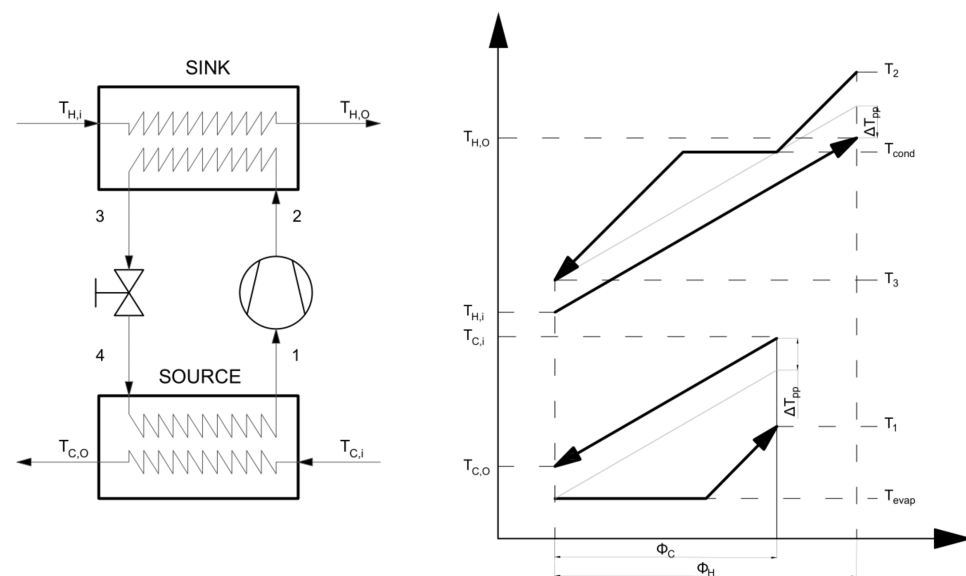 SINK
T_H,i
T_H,O
3
2
4
1
SOURCE
T_C,O
T_C,i
T_2
ΔT_pp
T_H,O
T_cond
T_3
T_H,i
T_C,i
ΔT_pp
T_1
T_C,O
T_evap
Φ_C
Φ_H